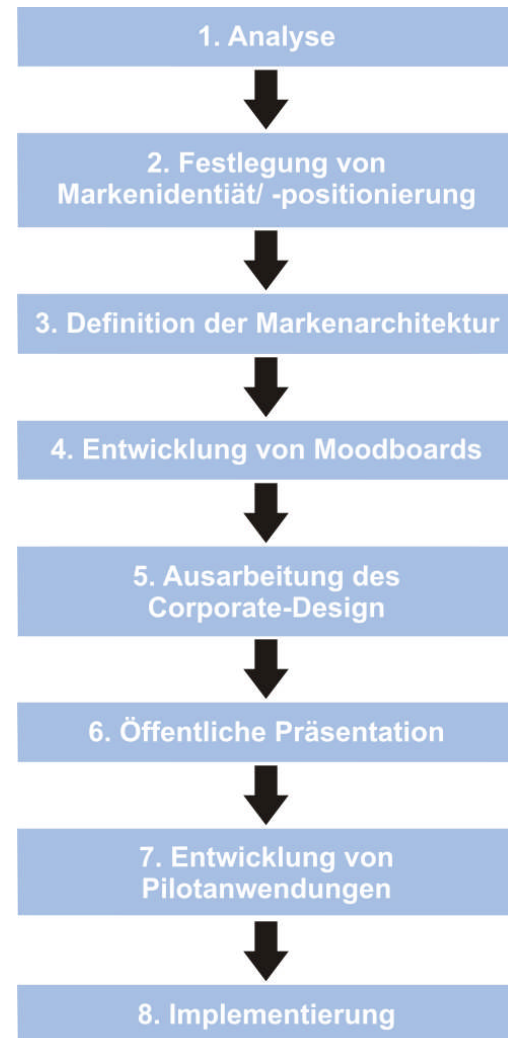 1. Analyse
2. Festlegung von
Markenidentiät/ -positionierung
3. Definition der Markenarchitektur
4. Entwicklung von Moodboards
5. Ausarbeitung des
Corporate-Design
6. Öffentliche Präsentation
7. Entwicklung von
Pilotanwendungen
8. Implementierung